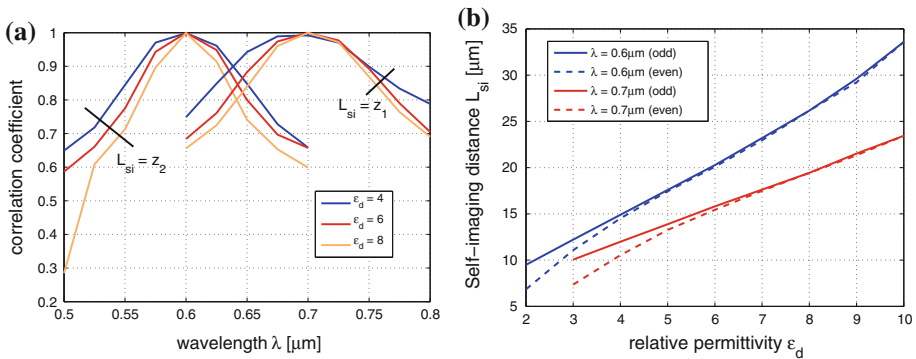 (a)
1
0.9
0.8
0.7
0.6
0.5
0.4
0.3
0.2
correlation coefficient
0.5
0.55
0.6
0.65
0.7
0.75
0.8
wavelength λ [μm]
L_si = z_2
L_si = z_1
ε_d = 4
ε_d = 6
ε_d = 8
(b)
35
30
25
20
15
10
5
Self-imaging distance L_si [μm]
2
3
4
5
6
7
8
9
10
relative permittivity ε_d
λ = 0.6μm (odd)
λ = 0.6μm (even)
λ = 0.7μm (odd)
λ = 0.7μm (even)